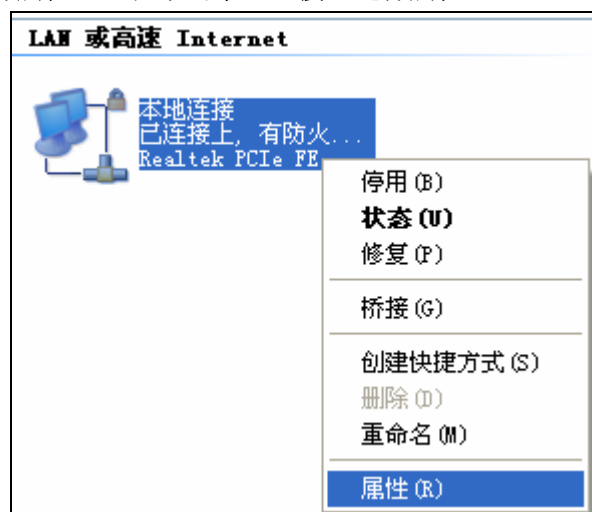 LAN 或高速 Internet
本地连接
已连接上, 有防火...
Realtek PCIe FE
停用(B)
状态(U)
修复(P)
桥接(G)
创建快捷方式(S)
删除(D)
重命名(M)
属性(R)